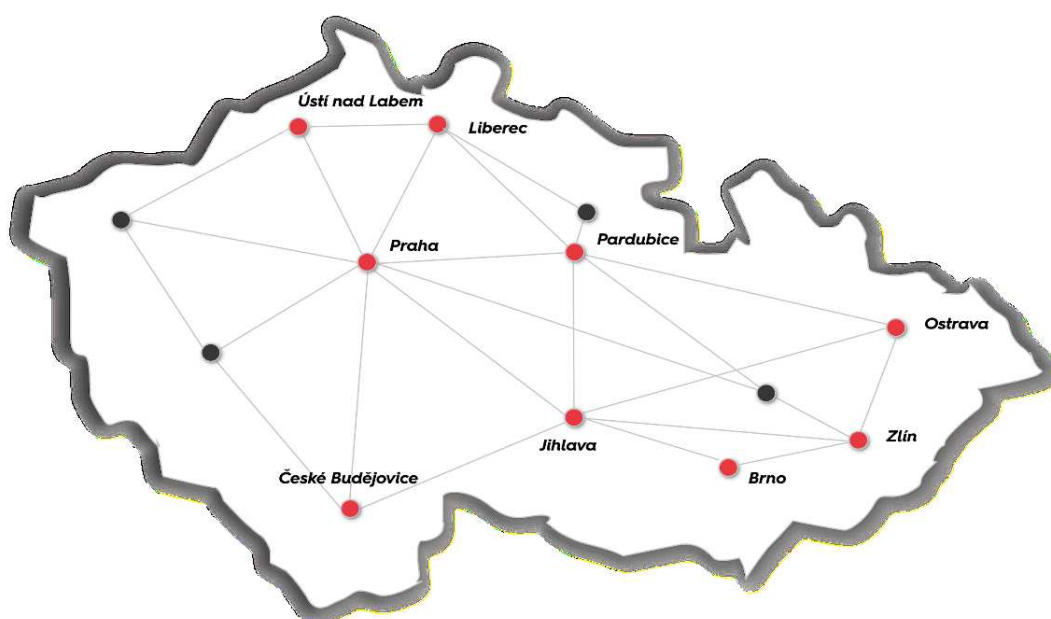 Ústí nad Labem
Liberec
Praha
Pardubice
Ostrava
Jihlava
Zlín
České Budějovice
Brno